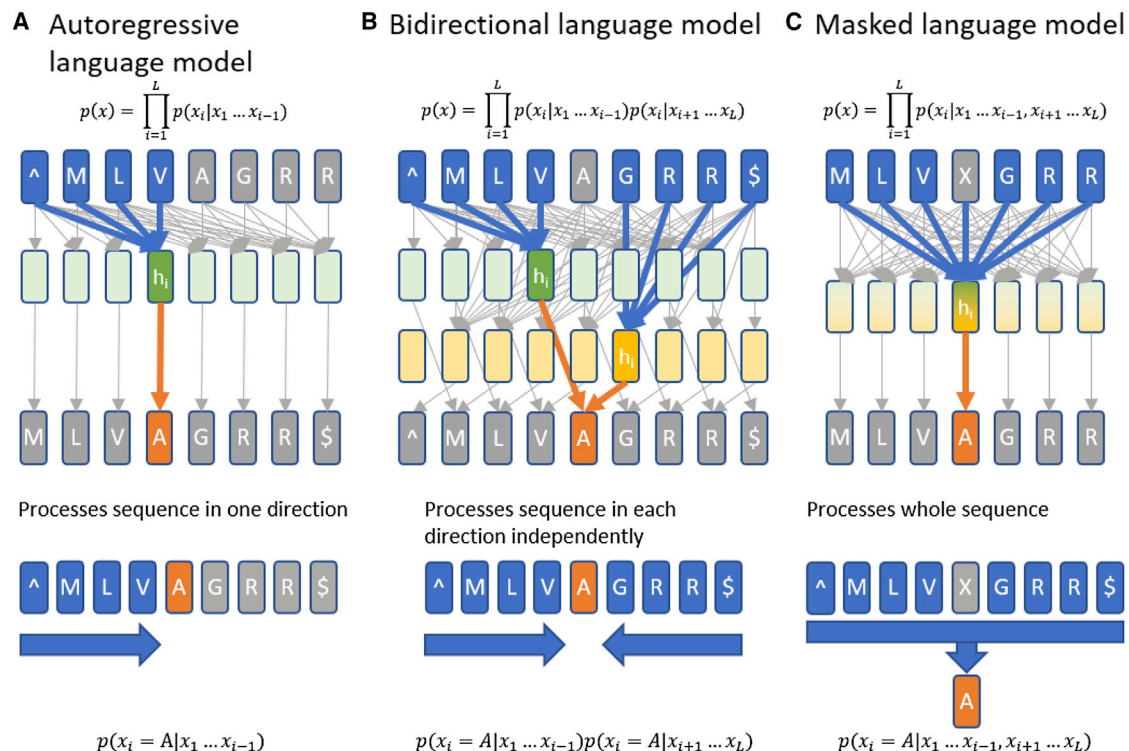 A Autoregressive
language model
p(x) = ∏_{i=1}^{L} p(x_i|x_1 … x_{i−1})
^ M L V A G R R
h_i
M L V A G R R $
Processes sequence in one direction
^ M L V A G R R $
p(x_i = A|x_1 … x_{i−1})
B Bidirectional language model
p(x) = ∏_{i=1}^{L} p(x_i|x_1 … x_{i−1})p(x_i|x_{i+1} … x_L)
^ M L V A G R R $
h_i
h_i
^ M L V A G R R $
Processes sequence in each
direction independently
^ M L V A G R R $
p(x_i = A|x_1 … x_{i−1})p(x_i = A|x_{i+1} … x_L)
C Masked language model
p(x) = ∏_{i=1}^{L} p(x_i|x_1 … x_{i−1}, x_{i+1} … x_L)
M L V X G R R
h_i
M L V A G R R
Processes whole sequence
^ M L V X G R R $
A
p(x_i = A|x_1 … x_{i−1}, x_{i+1} … x_L)